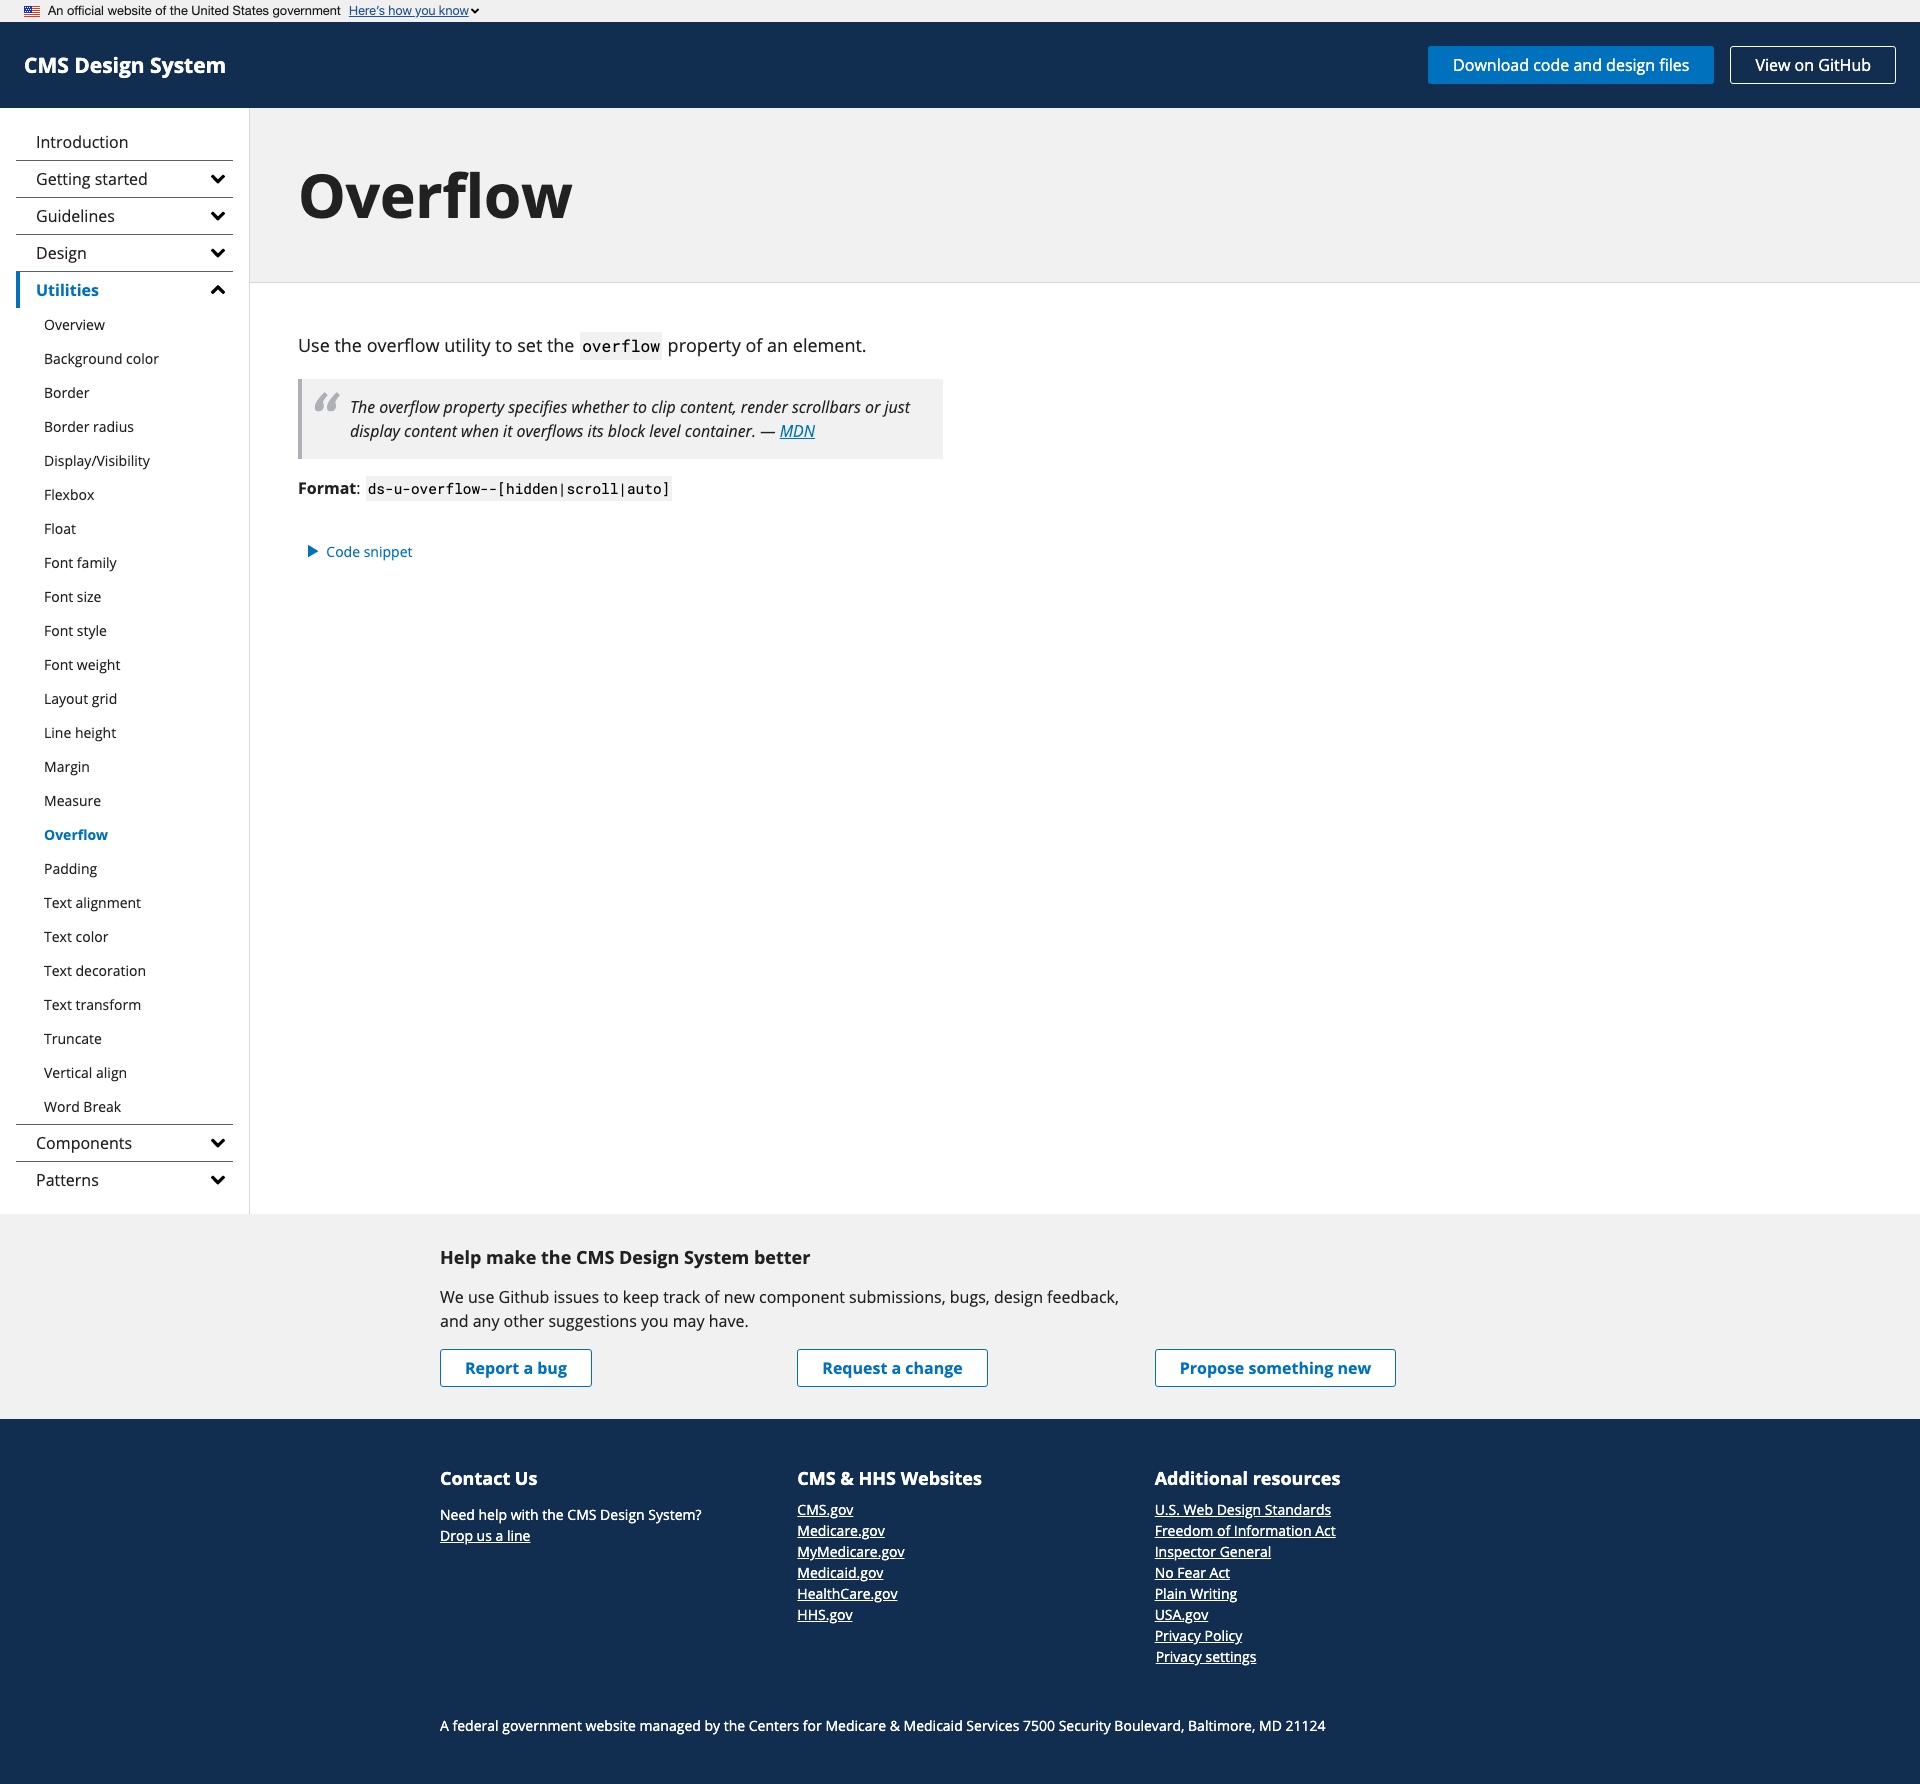 An official website of the United States government Here's how you know
CMS Design System
Download code and design files
View on GitHub
Introduction
Getting started
Guidelines
Design
Utilities
Overview
Background color
Border
Border radius
Display/Visibility
Flexbox
Float
Font family
Font size
Font style
Font weight
Layout grid
Line height
Margin
Measure
Overflow
Padding
Text alignment
Text color
Text decoration
Text transform
Truncate
Vertical align
Word Break
Components
Patterns
Overflow
Use the overflow utility to set the overflow property of an element.
“
The overflow property specifies whether to clip content, render scrollbars or just
display content when it overflows its block level container. — MDN
Format: ds-u-overflow--[hidden|scroll|auto]
Code snippet
Help make the CMS Design System better
We use Github issues to keep track of new component submissions, bugs, design feedback,
and any other suggestions you may have.
Report a bug
Request a change
Propose something new
Contact Us
Need help with the CMS Design System?
Drop us a line
CMS & HHS Websites
CMS.gov
Medicare.gov
MyMedicare.gov
Medicaid.gov
HealthCare.gov
HHS.gov
Additional resources
U.S. Web Design Standards
Freedom of Information Act
Inspector General
No Fear Act
Plain Writing
USA.gov
Privacy Policy
Privacy settings
A federal government website managed by the Centers for Medicare & Medicaid Services 7500 Security Boulevard, Baltimore, MD 21124